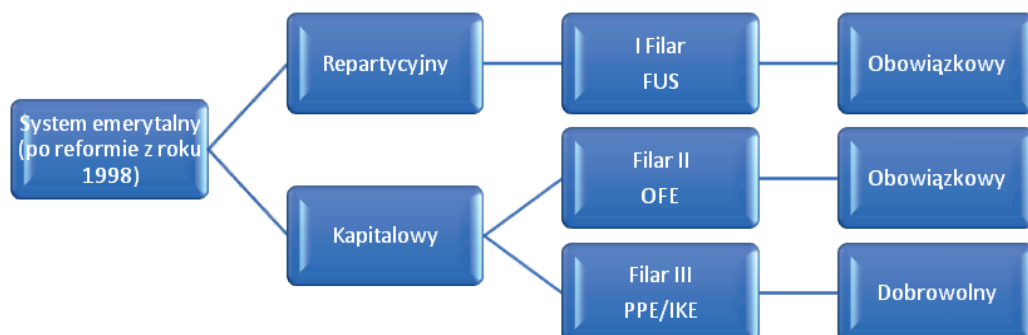 System emerytalny
(po reformie z roku
1998)
Repartycyjny
I Filar
FUS
Obowiązkowy
Kapitalowy
Filar II
OFE
Obowiązkowy
Filar III
PPE/IKE
Dobrowolny